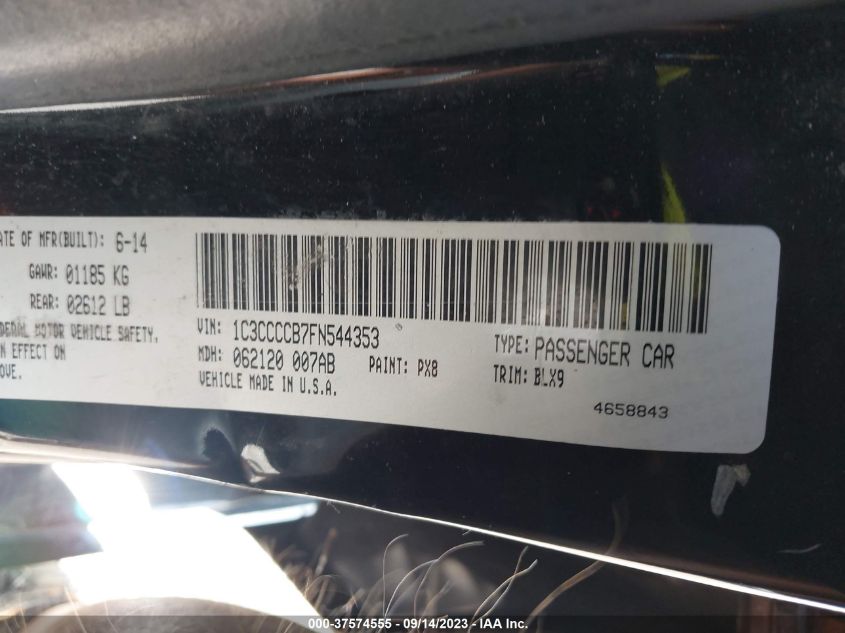 ATE OF MFR(BUILT): 6-14
GAWR: 01185 KG
REAR: 02612 LB
DERAL MOTOR VEHICLE SAFETY,
N EFFECT ON
OVE.
VIN: 1C3CCCCB7FN544353
MDH: 062120 007AB PAINT: PX8
VEHICLE MADE IN U.S.A.
TYPE: PASSENGER CAR
TRIM: BLX9
4658843
000-37574555 - 09/14/2023 - IAA Inc.